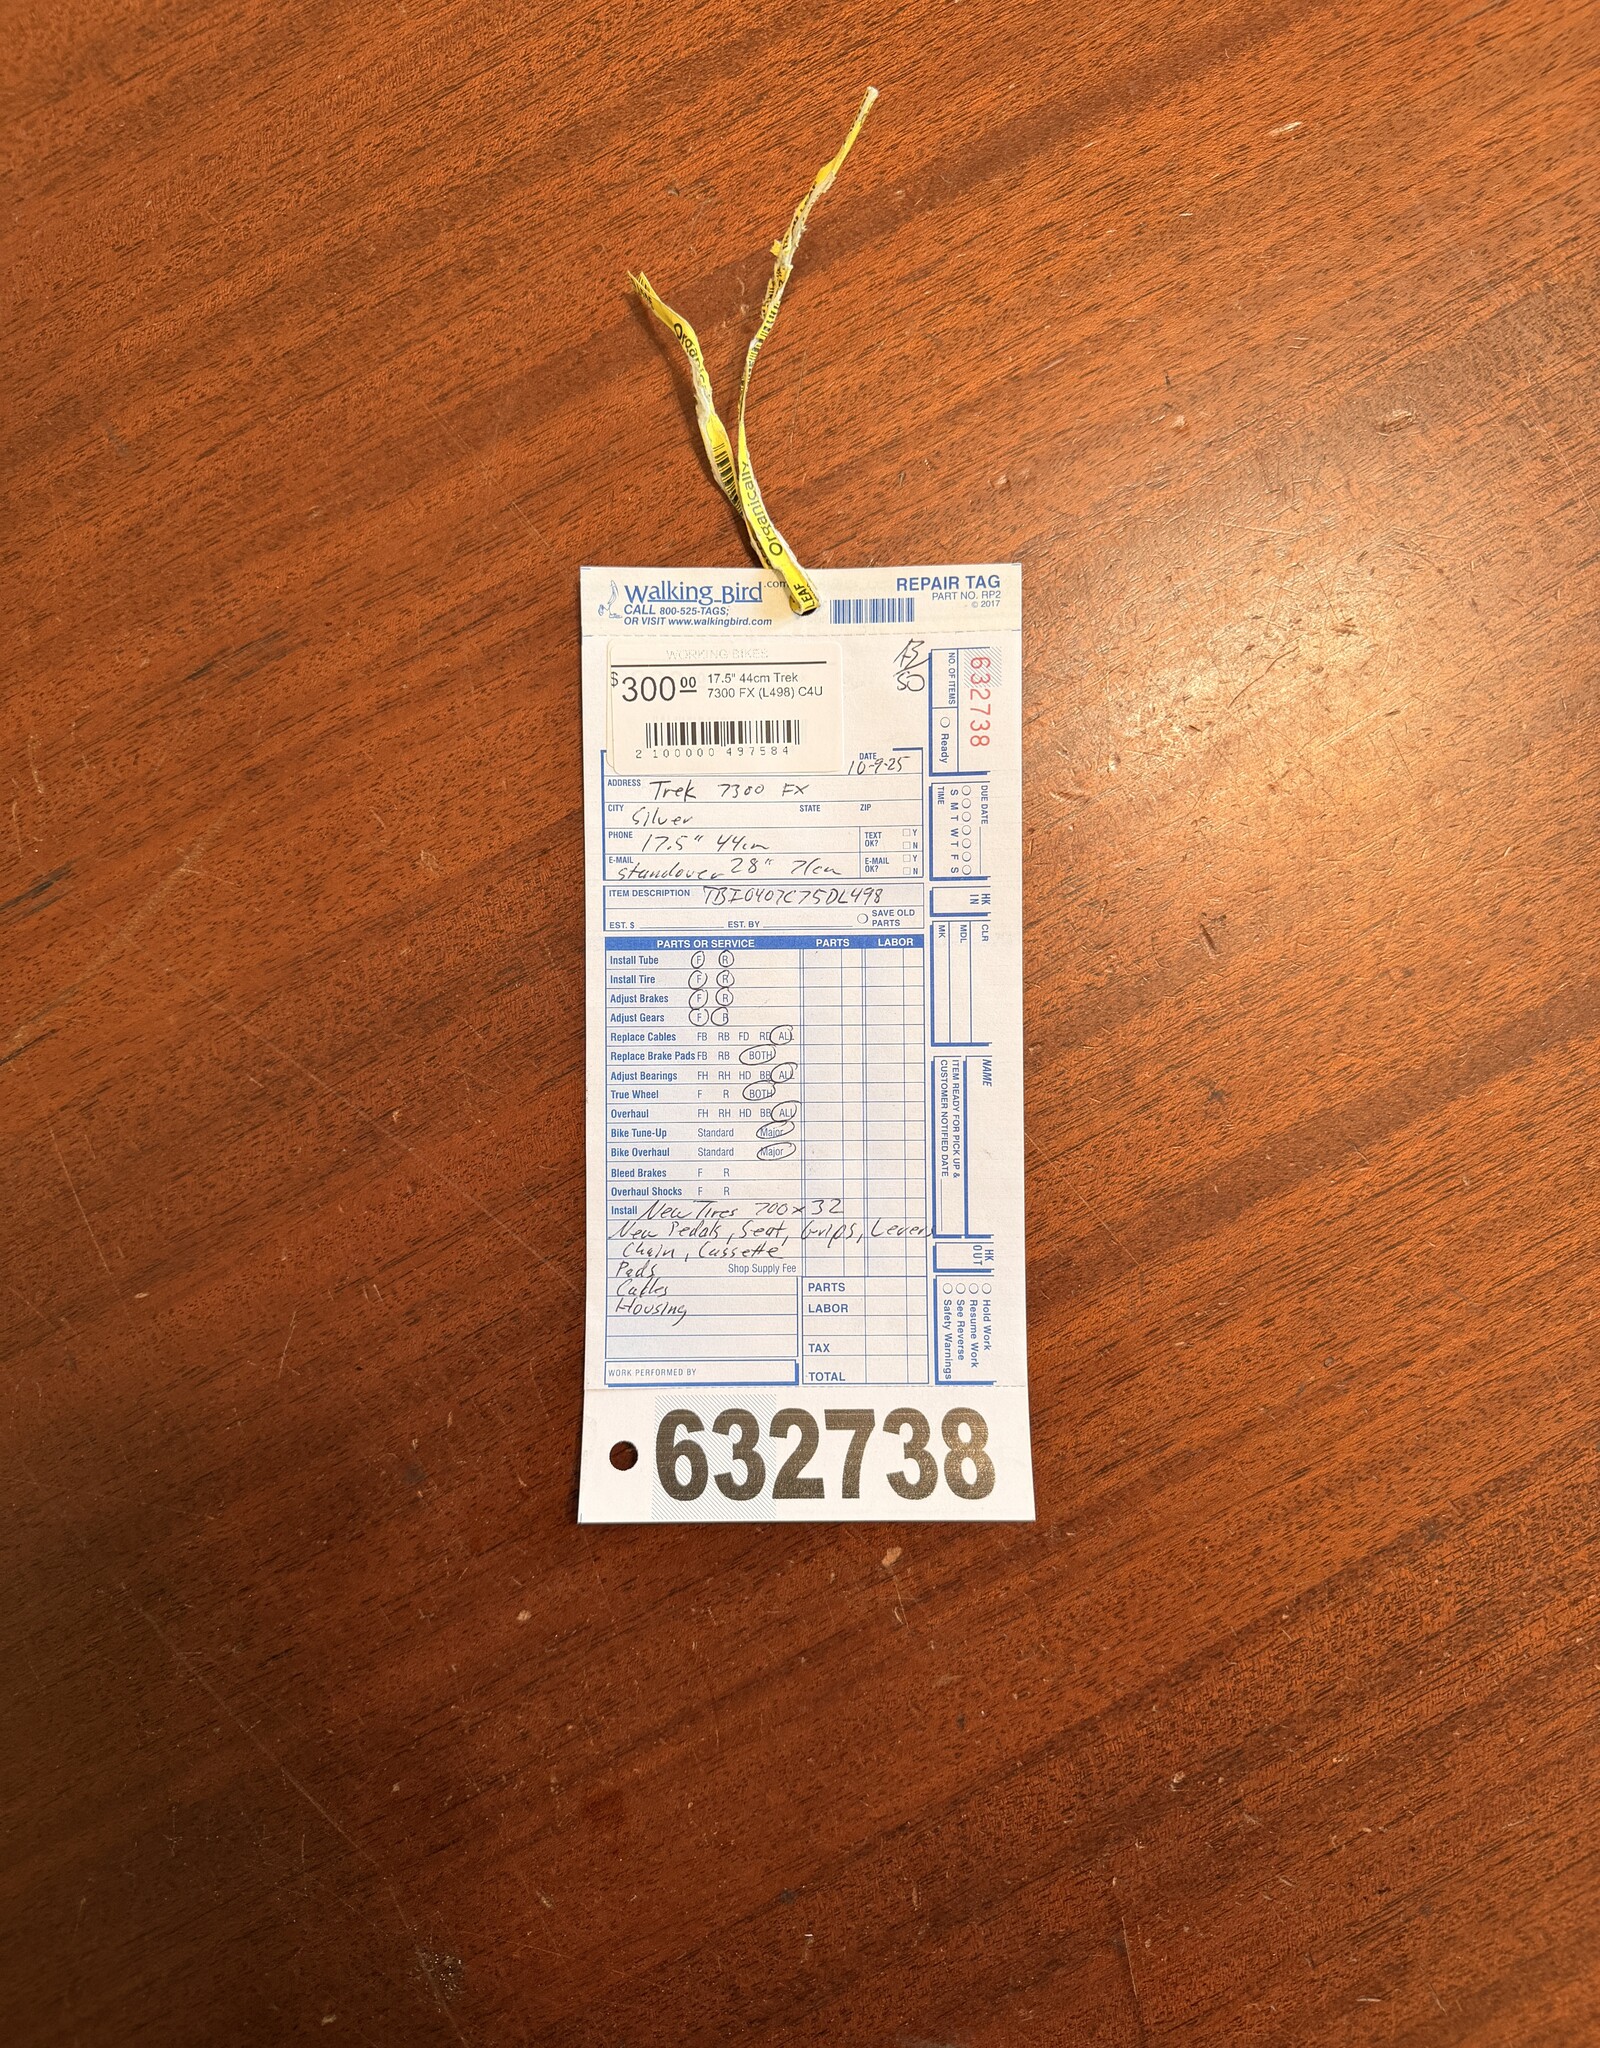 Organic
Organically
LEAF
Walking Bird.com
CALL 800-525-TAGS;
OR VISIT www.walkingbird.com
REPAIR TAG
PART NO. RP2
© 2017
WORKING BIKES
$300.00 17.5" 44cm Trek
7300 FX (L498) C4U
2 100000 497584
50
DATE 10-9-25
ADDRESS Trek 7300 FX
CITY Silver STATE ZIP
PHONE 17.5" 44cm TEXT OK? Y N
E-MAIL standover 28" 71cm E-MAIL OK? Y N
ITEM DESCRIPTION TBI0407C75DL498
EST. $ EST. BY SAVE OLD PARTS
PARTS OR SERVICE PARTS LABOR
Install Tube F R
Install Tire F R
Adjust Brakes F R
Adjust Gears F R
Replace Cables FB RB FD RD ALL
Replace Brake Pads FB RB BOTH
Adjust Bearings FH RH HD BB ALL
True Wheel F R BOTH
Overhaul FH RH HD BB ALL
Bike Tune-Up Standard Major
Bike Overhaul Standard Major
Bleed Brakes F R
Overhaul Shocks F R
Install New Tires 700x32
New Pedals, Seat, Grips, Levers
Chain, Cassette
Pads Shop Supply Fee
Cables
Housing
PARTS
LABOR
TAX
WORK PERFORMED BY
TOTAL
632738
NO. OF ITEMS
Ready
DUE DATE
S M T W T F S
TIME
HK IN
CLR
MDL
MK
NAME
ITEM READY FOR PICK UP &
CUSTOMER NOTIFIED DATE
HK OUT
Hold Work
Resume Work
See Reverse
Safety Warnings
632738